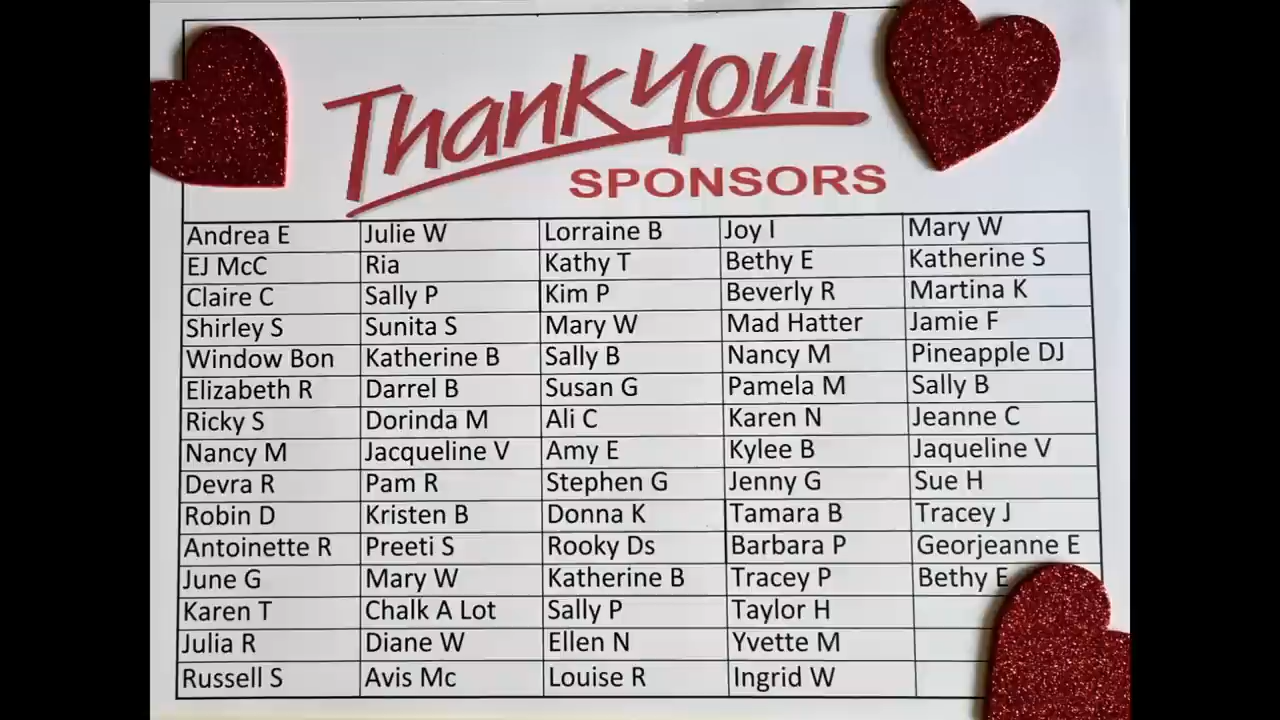 Thank You!
SPONSORS
Andrea E Julie W Lorraine B Joy I Mary W
EJ McC Ria Kathy T Bethy E Katherine S
Claire C Sally P Kim P Beverly R Martina K
Shirley S Sunita S Mary W Mad Hatter Jamie F
Window Bon Katherine B Sally B Nancy M Pineapple DJ
Elizabeth R Darrel B Susan G Pamela M Sally B
Ricky S Dorinda M Ali C Karen N Jeanne C
Nancy M Jacqueline V Amy E Kylee B Jaqueline V
Devra R Pam R Stephen G Jenny G Sue H
Robin D Kristen B Donna K Tamara B Tracey J
Antoinette R Preeti S Rooky Ds Barbara P Georjeanne E
June G Mary W Katherine B Tracey P Bethy E
Karen T Chalk A Lot Sally P Taylor H
Julia R Diane W Ellen N Yvette M
Russell S Avis Mc Louise R Ingrid W